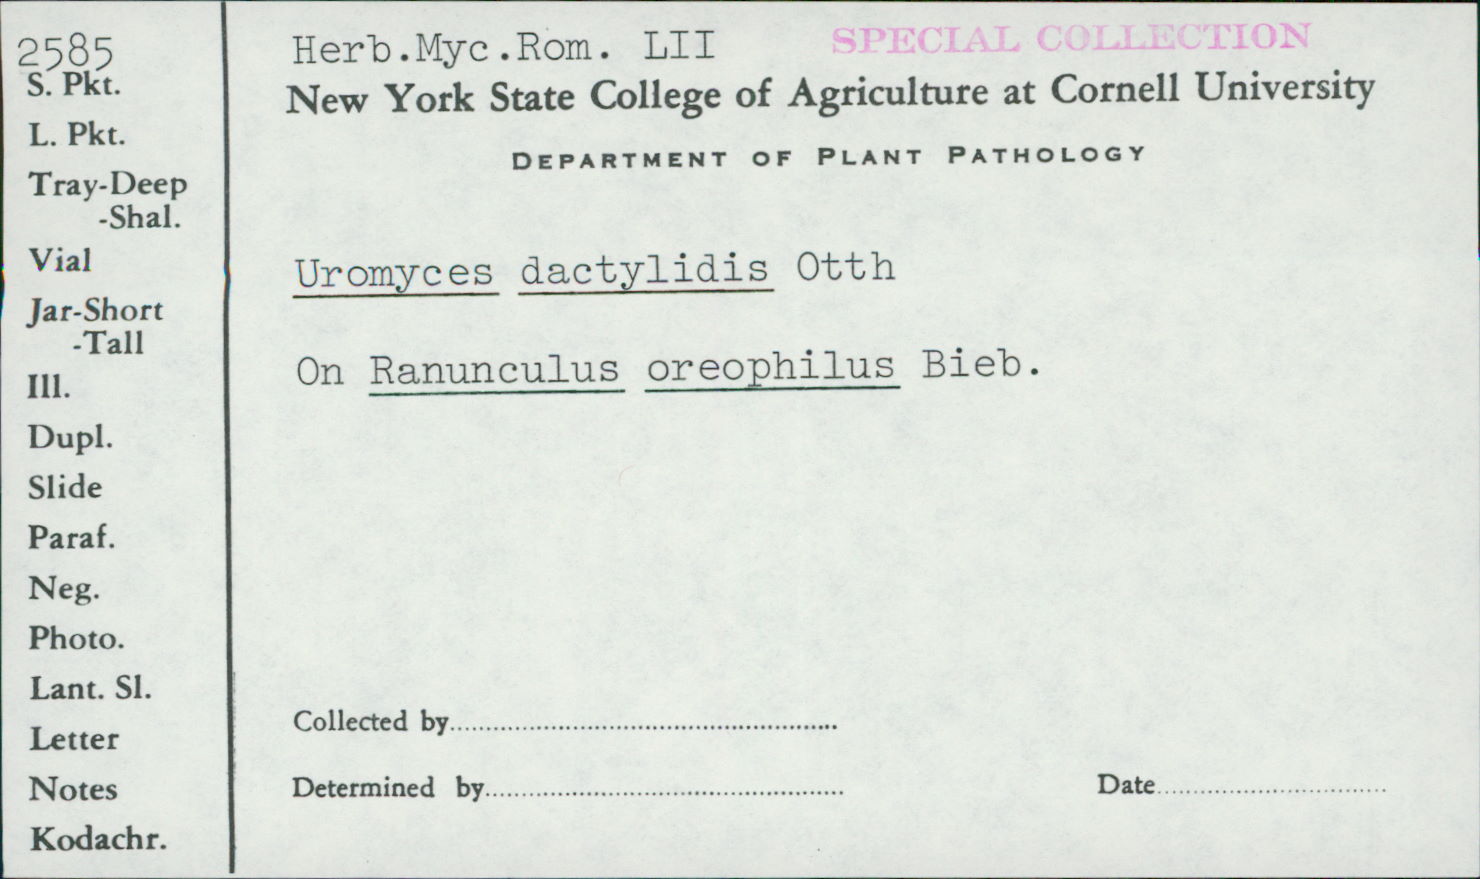 2585
S. Pkt.
L. Pkt.
Tray-Deep
-Shal.
Vial
Jar-Short
-Tall
Ill.
Dupl.
Slide
Paraf.
Neg.
Photo.
Lant. Sl.
Letter
Notes
Kodachr.
Herb.Myc.Rom. LII
SPECIAL COLLECTION
New York State College of Agriculture at Cornell University
DEPARTMENT OF PLANT PATHOLOGY
Uromyces dactylidis Otth
On Ranunculus oreophilus Bieb.
Collected by
Determined by
Date